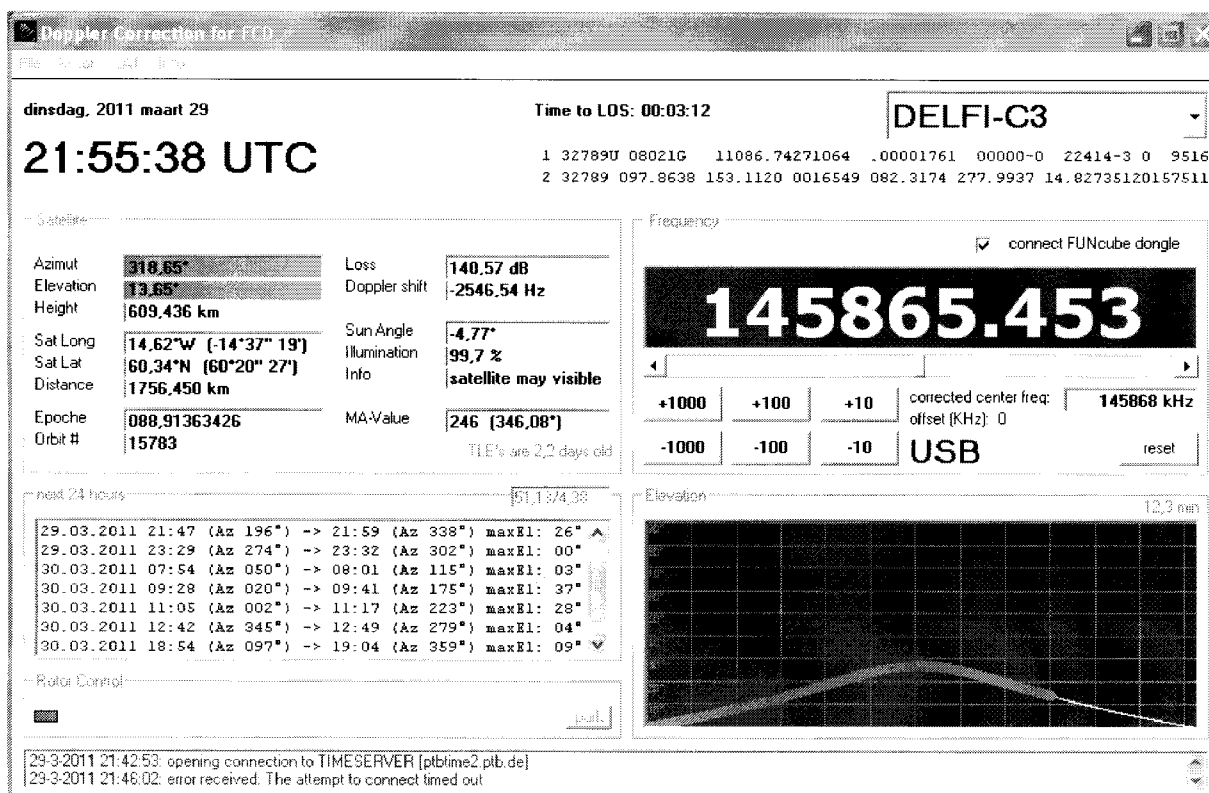 Doppler Correction for FCD
dinsdag, 2011 maart 29
Time to LOS: 00:03:12
DELFI-C3
21:55:38 UTC
1 32789U 08021G 11086.74271064 .00001761 00000-0 22414-3 0 9516
2 32789 097.8638 153.1120 0016549 082.3174 277.9937 14.82735120157511
Satellite
Azimut 318,65°
Elevation 13,65°
Height 609,436 km
Sat Long 14,62°W (-14°37" 19')
Sat Lat 60,34°N (60°20" 27')
Distance 1756,450 km
Epoche 088,91363426
Orbit # 15783
Loss 140,57 dB
Doppler shift -2546,54 Hz
Sun Angle -4,77°
Illumination 99,7 %
Info satellite may visible
MA-Value 246 (346,08°)
TLE's are 2,2 days old
Frequency
connect FUNcube dongle
145865.453
+1000 +100 +10
corrected center freq: 145868 kHz
offset (KHz): 0
-1000 -100 -10
USB
reset
next 24 hours
51,13/4,38
29.03.2011 21:47 (Az 196°) -> 21:59 (Az 338°) maxEl: 26°
29.03.2011 23:29 (Az 274°) -> 23:32 (Az 302°) maxEl: 00°
30.03.2011 07:54 (Az 050°) -> 08:01 (Az 115°) maxEl: 03°
30.03.2011 09:28 (Az 020°) -> 09:41 (Az 175°) maxEl: 37°
30.03.2011 11:05 (Az 002°) -> 11:17 (Az 223°) maxEl: 28°
30.03.2011 12:42 (Az 345°) -> 12:49 (Az 279°) maxEl: 04°
30.03.2011 18:54 (Az 097°) -> 19:04 (Az 359°) maxEl: 09°
Elevation
12,3 min
Rotor Control
park
29-3-2011 21:42:53: opening connection to TIMESERVER [ptbtime2.ptb.de]
29-3-2011 21:46:02: error received: The attempt to connect timed out